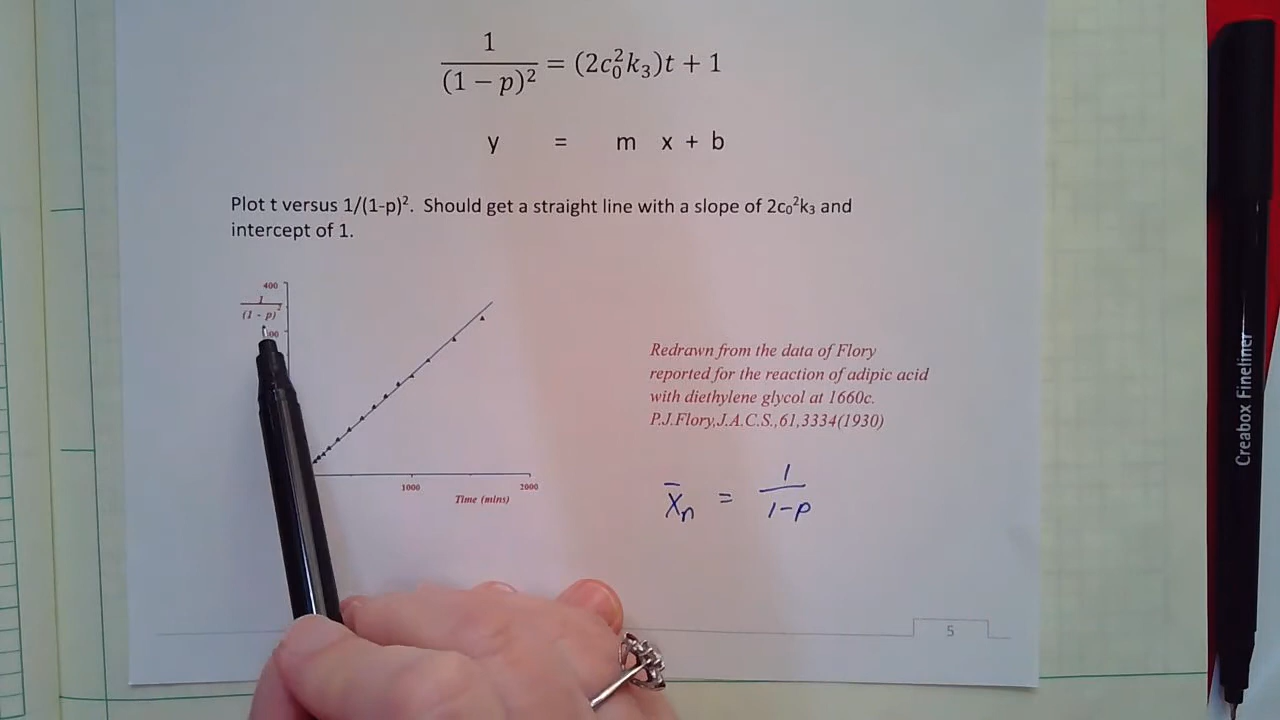 1
(1 − p)² = (2c₀²k₃)t + 1
y = m x + b
Plot t versus 1/(1-p)². Should get a straight line with a slope of 2c₀²k₃ and
intercept of 1.
400
1
(1 - p)²
00
1000
2000
Time (mins)
Redrawn from the data of Flory
reported for the reaction of adipic acid
with diethylene glycol at 1660c.
P.J.Flory,J.A.C.S.,61,3334(1930)
X̄n = 1
1-p
5
Creabox Fineliner